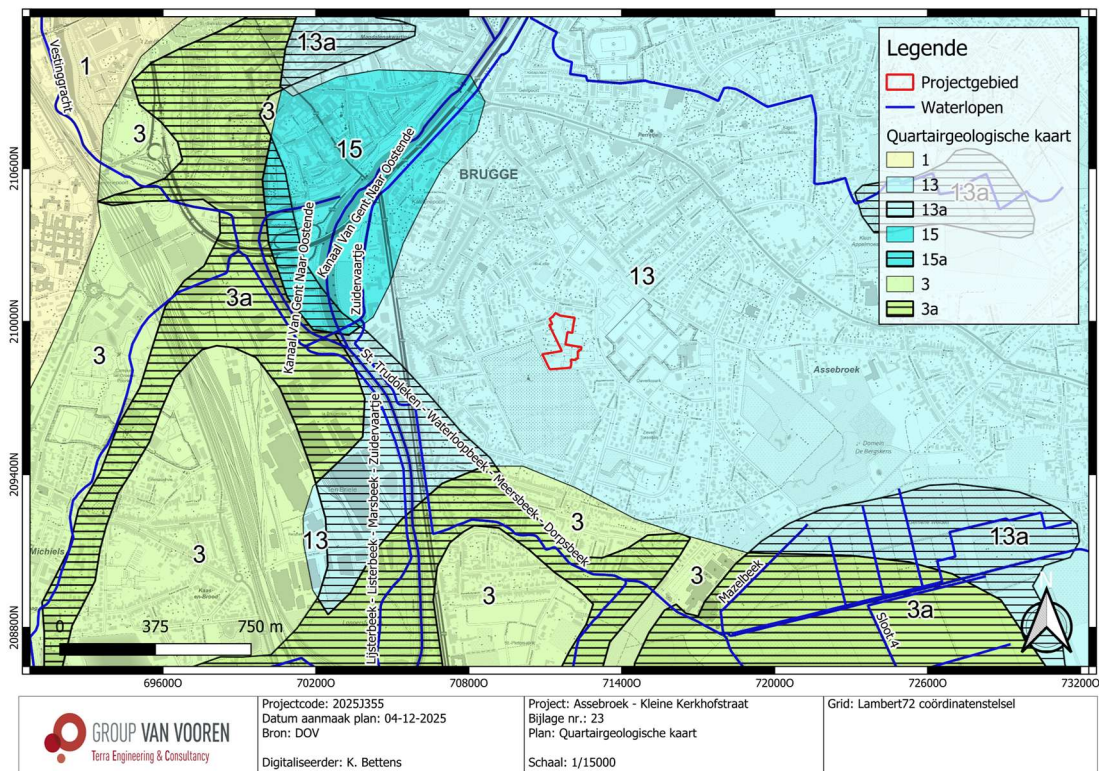 Vestinggracht
1
13a
3
3
15
Kanaal Van Gent Naar Oostende
BRUGGE
Kanaal Van Gent Naar Oostende
Zuidervaartje
13
3a
3
St. Trudoleken - Waterloopbeek - Meersbeek - Dorpsbeek
Assebroek
Lijsterbeek - Listerbeek - Marsbeek - Zuidervaartje
13
3
Michiels
3
3
3
Mazelbeek
13a
3a
Sloot 4
N
0 375 750 m
Legende
Projectgebied
Waterlopen
Quartairgeologische kaart
1
13
13a
15
15a
3
3a
13a
210600N
210000N
209400N
208800N
696000 702000 708000 714000 720000 726000 732000
GROUP VAN VOOREN
Terra Engineering & Consultancy
Projectcode: 2025J355
Datum aanmaak plan: 04-12-2025
Bron: DOV
Digitaliseerder: K. Bettens
Project: Assebroek - Kleine Kerkhofstraat
Bijlage nr.: 23
Plan: Quartairgeologische kaart
Schaal: 1/15000
Grid: Lambert72 coördinatenstelsel